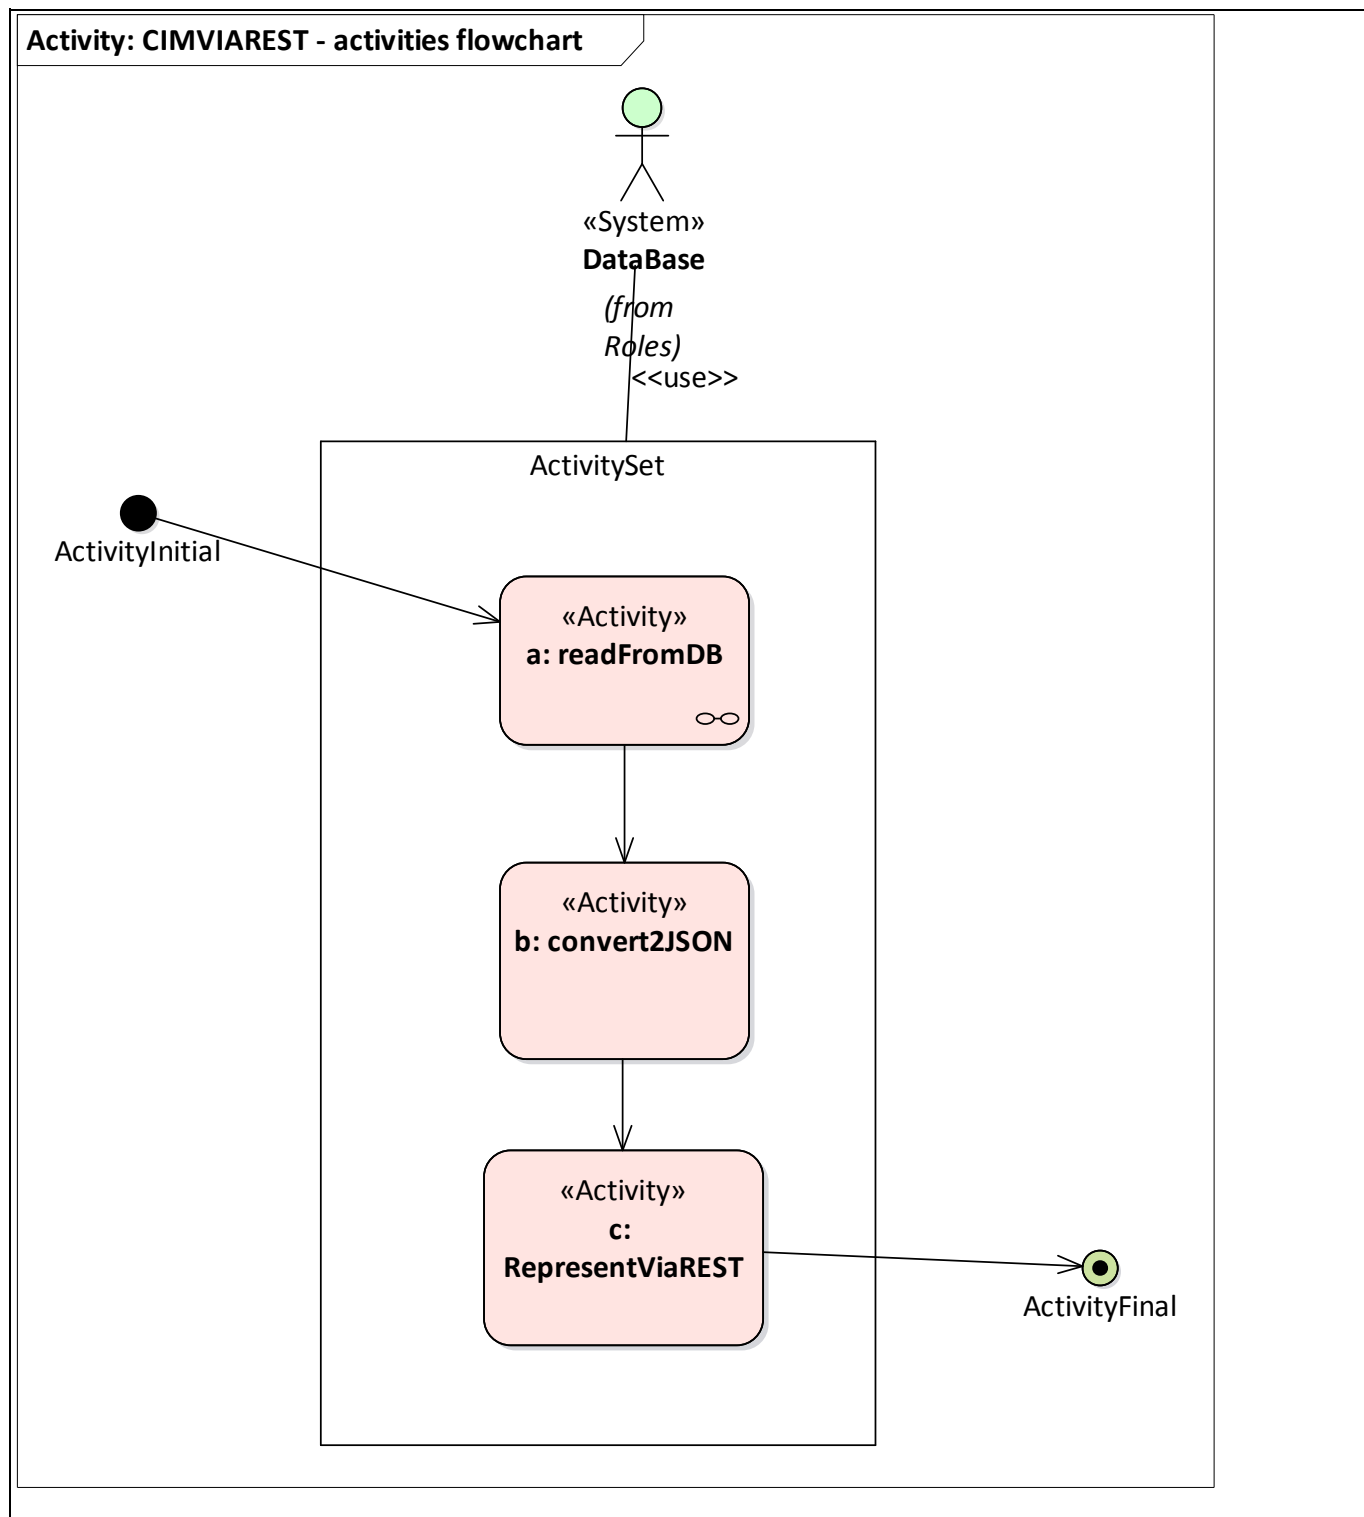 Activity: CIMVIAREST - activities flowchart
«System»
DataBase
(from
Roles)
<<use>>
ActivitySet
ActivityInitial
«Activity»
a: readFromDB
«Activity»
b: convert2JSON
«Activity»
c:
RepresentViaREST
ActivityFinal